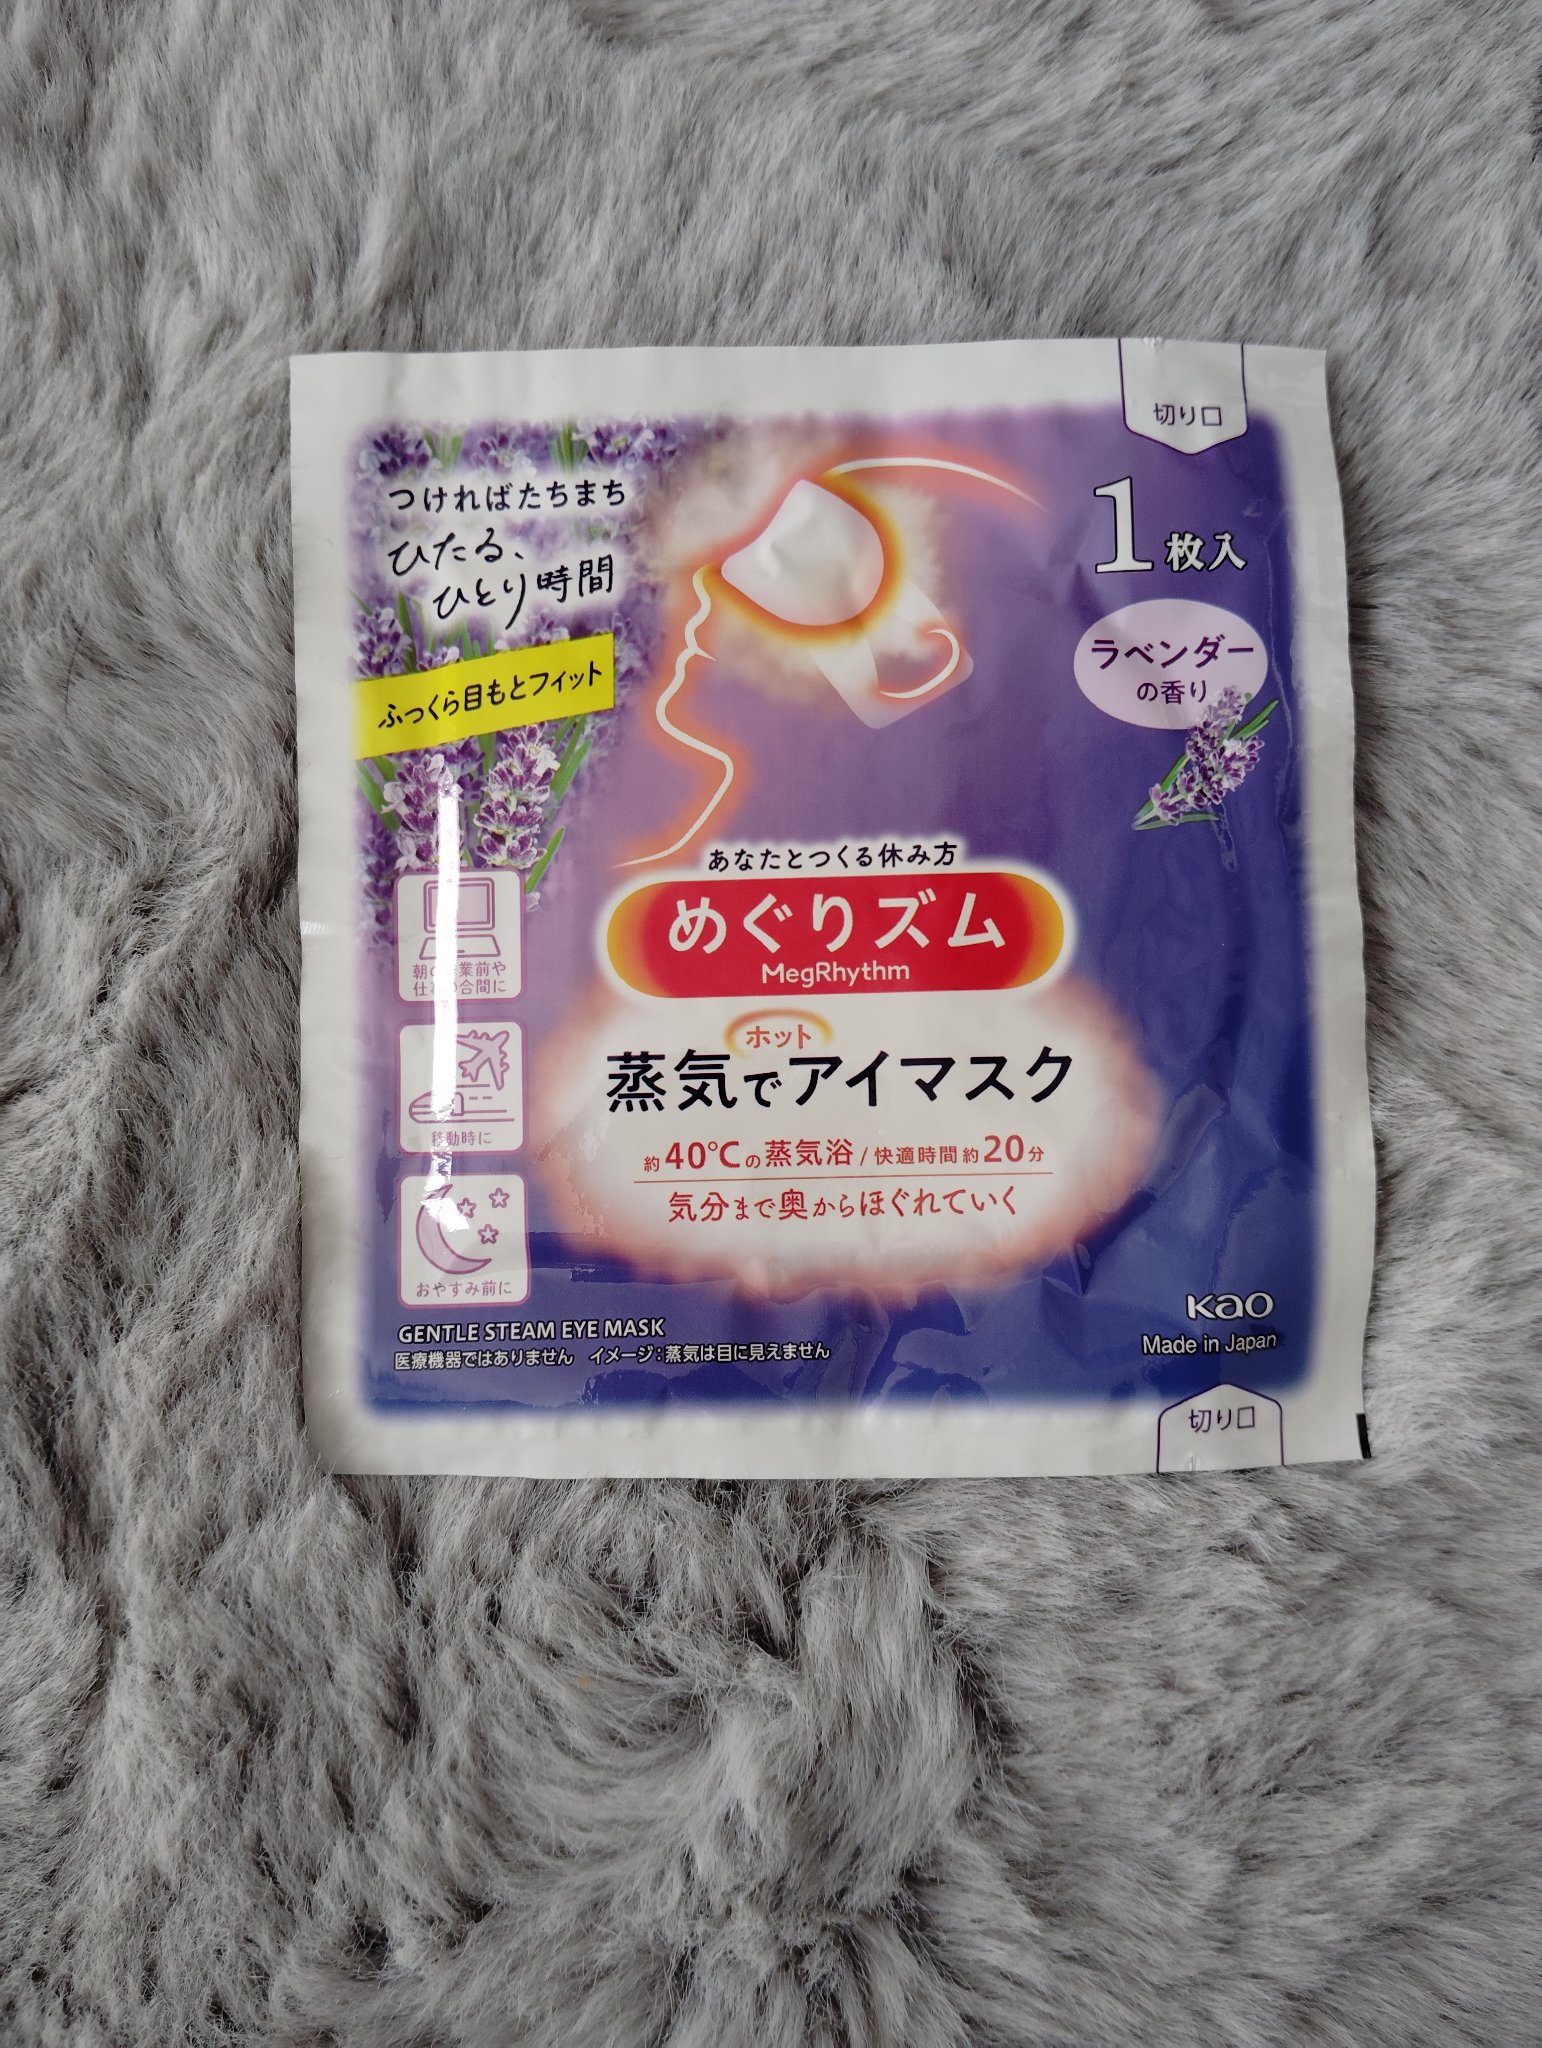 切り口
つければたちまち
ひたる、
ひとり時間
ふっくら目もとフィット
1枚入
ラベンダー
の香り
あなたとつくる休み方
めぐりズム
MegRhythm
ホット
蒸気でアイマスク
約40℃の蒸気浴/快適時間約20分
気分まで奥からほぐれていく
業前や
合間に
移動時に
おやすみ前に
GENTLE STEAM EYE MASK
医療機器ではありません イメージ:蒸気は目に見えません
Kao
Made in Japan
切り口